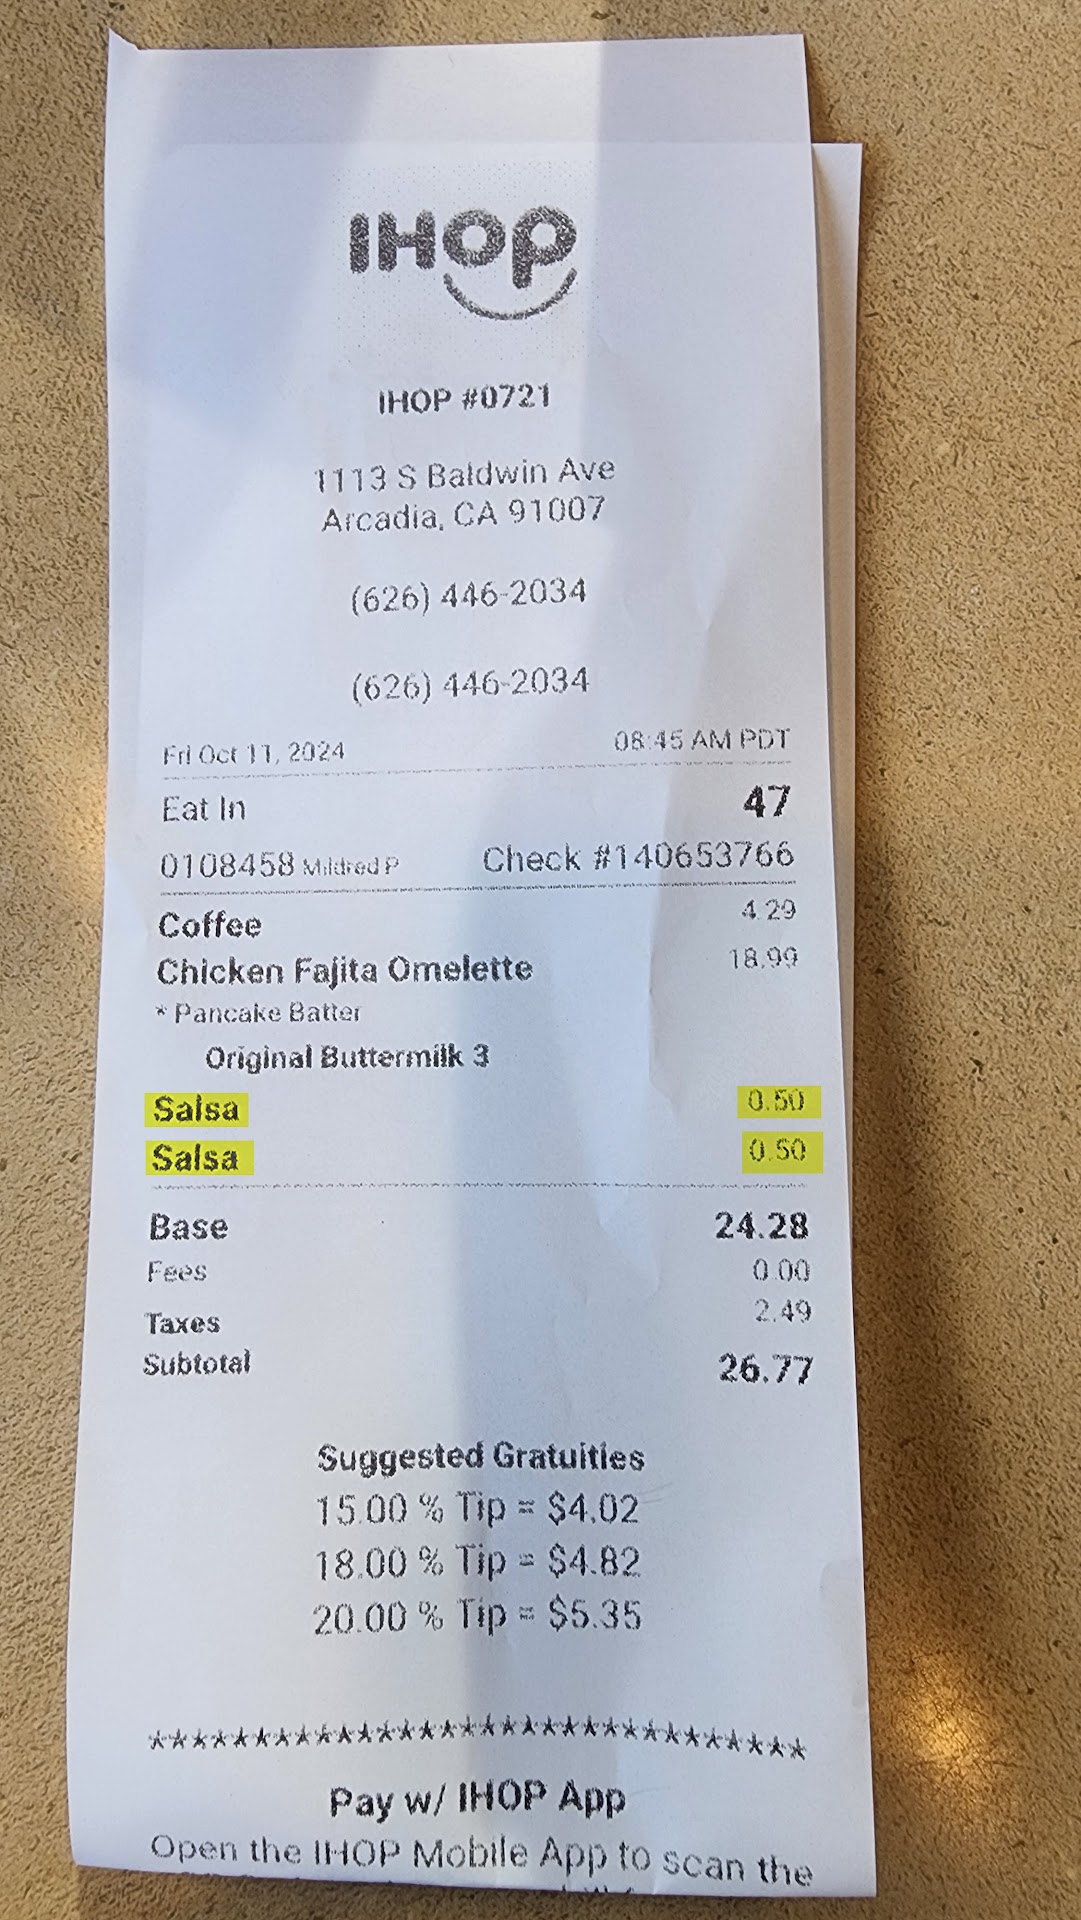 IHOP
IHOP #0721
1113 S Baldwin Ave
Arcadia, CA 91007
(626) 446-2034
(626) 446-2034
Fri Oct 11, 2024 08:45 AM PDT
Eat In 47
0108458 Mildred P Check #140653766
Coffee 4.29
Chicken Fajita Omelette 18.99
* Pancake Batter
Original Buttermilk 3
Salsa 0.50
Salsa 0.50
Base 24.28
Fees 0.00
Taxes 2.49
Subtotal 26.77
Suggested Gratuities
15.00 % Tip = $4.02
18.00 % Tip = $4.82
20.00 % Tip = $5.35
********************************
Pay w/ IHOP App
Open the IHOP Mobile App to scan the